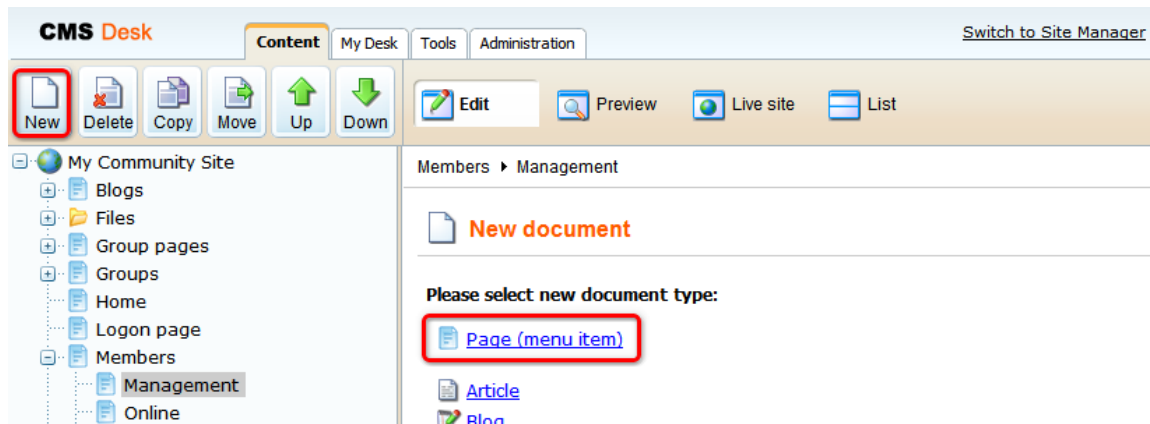 CMS Desk
Content
My Desk
Tools
Administration
Switch to Site Manager
New
Delete
Copy
Move
Up
Down
Edit
Preview
Live site
List
My Community Site
Blogs
Files
Group pages
Groups
Home
Logon page
Members
Management
Online
Members ▸ Management
New document
Please select new document type:
Page (menu item)
Article
Blog